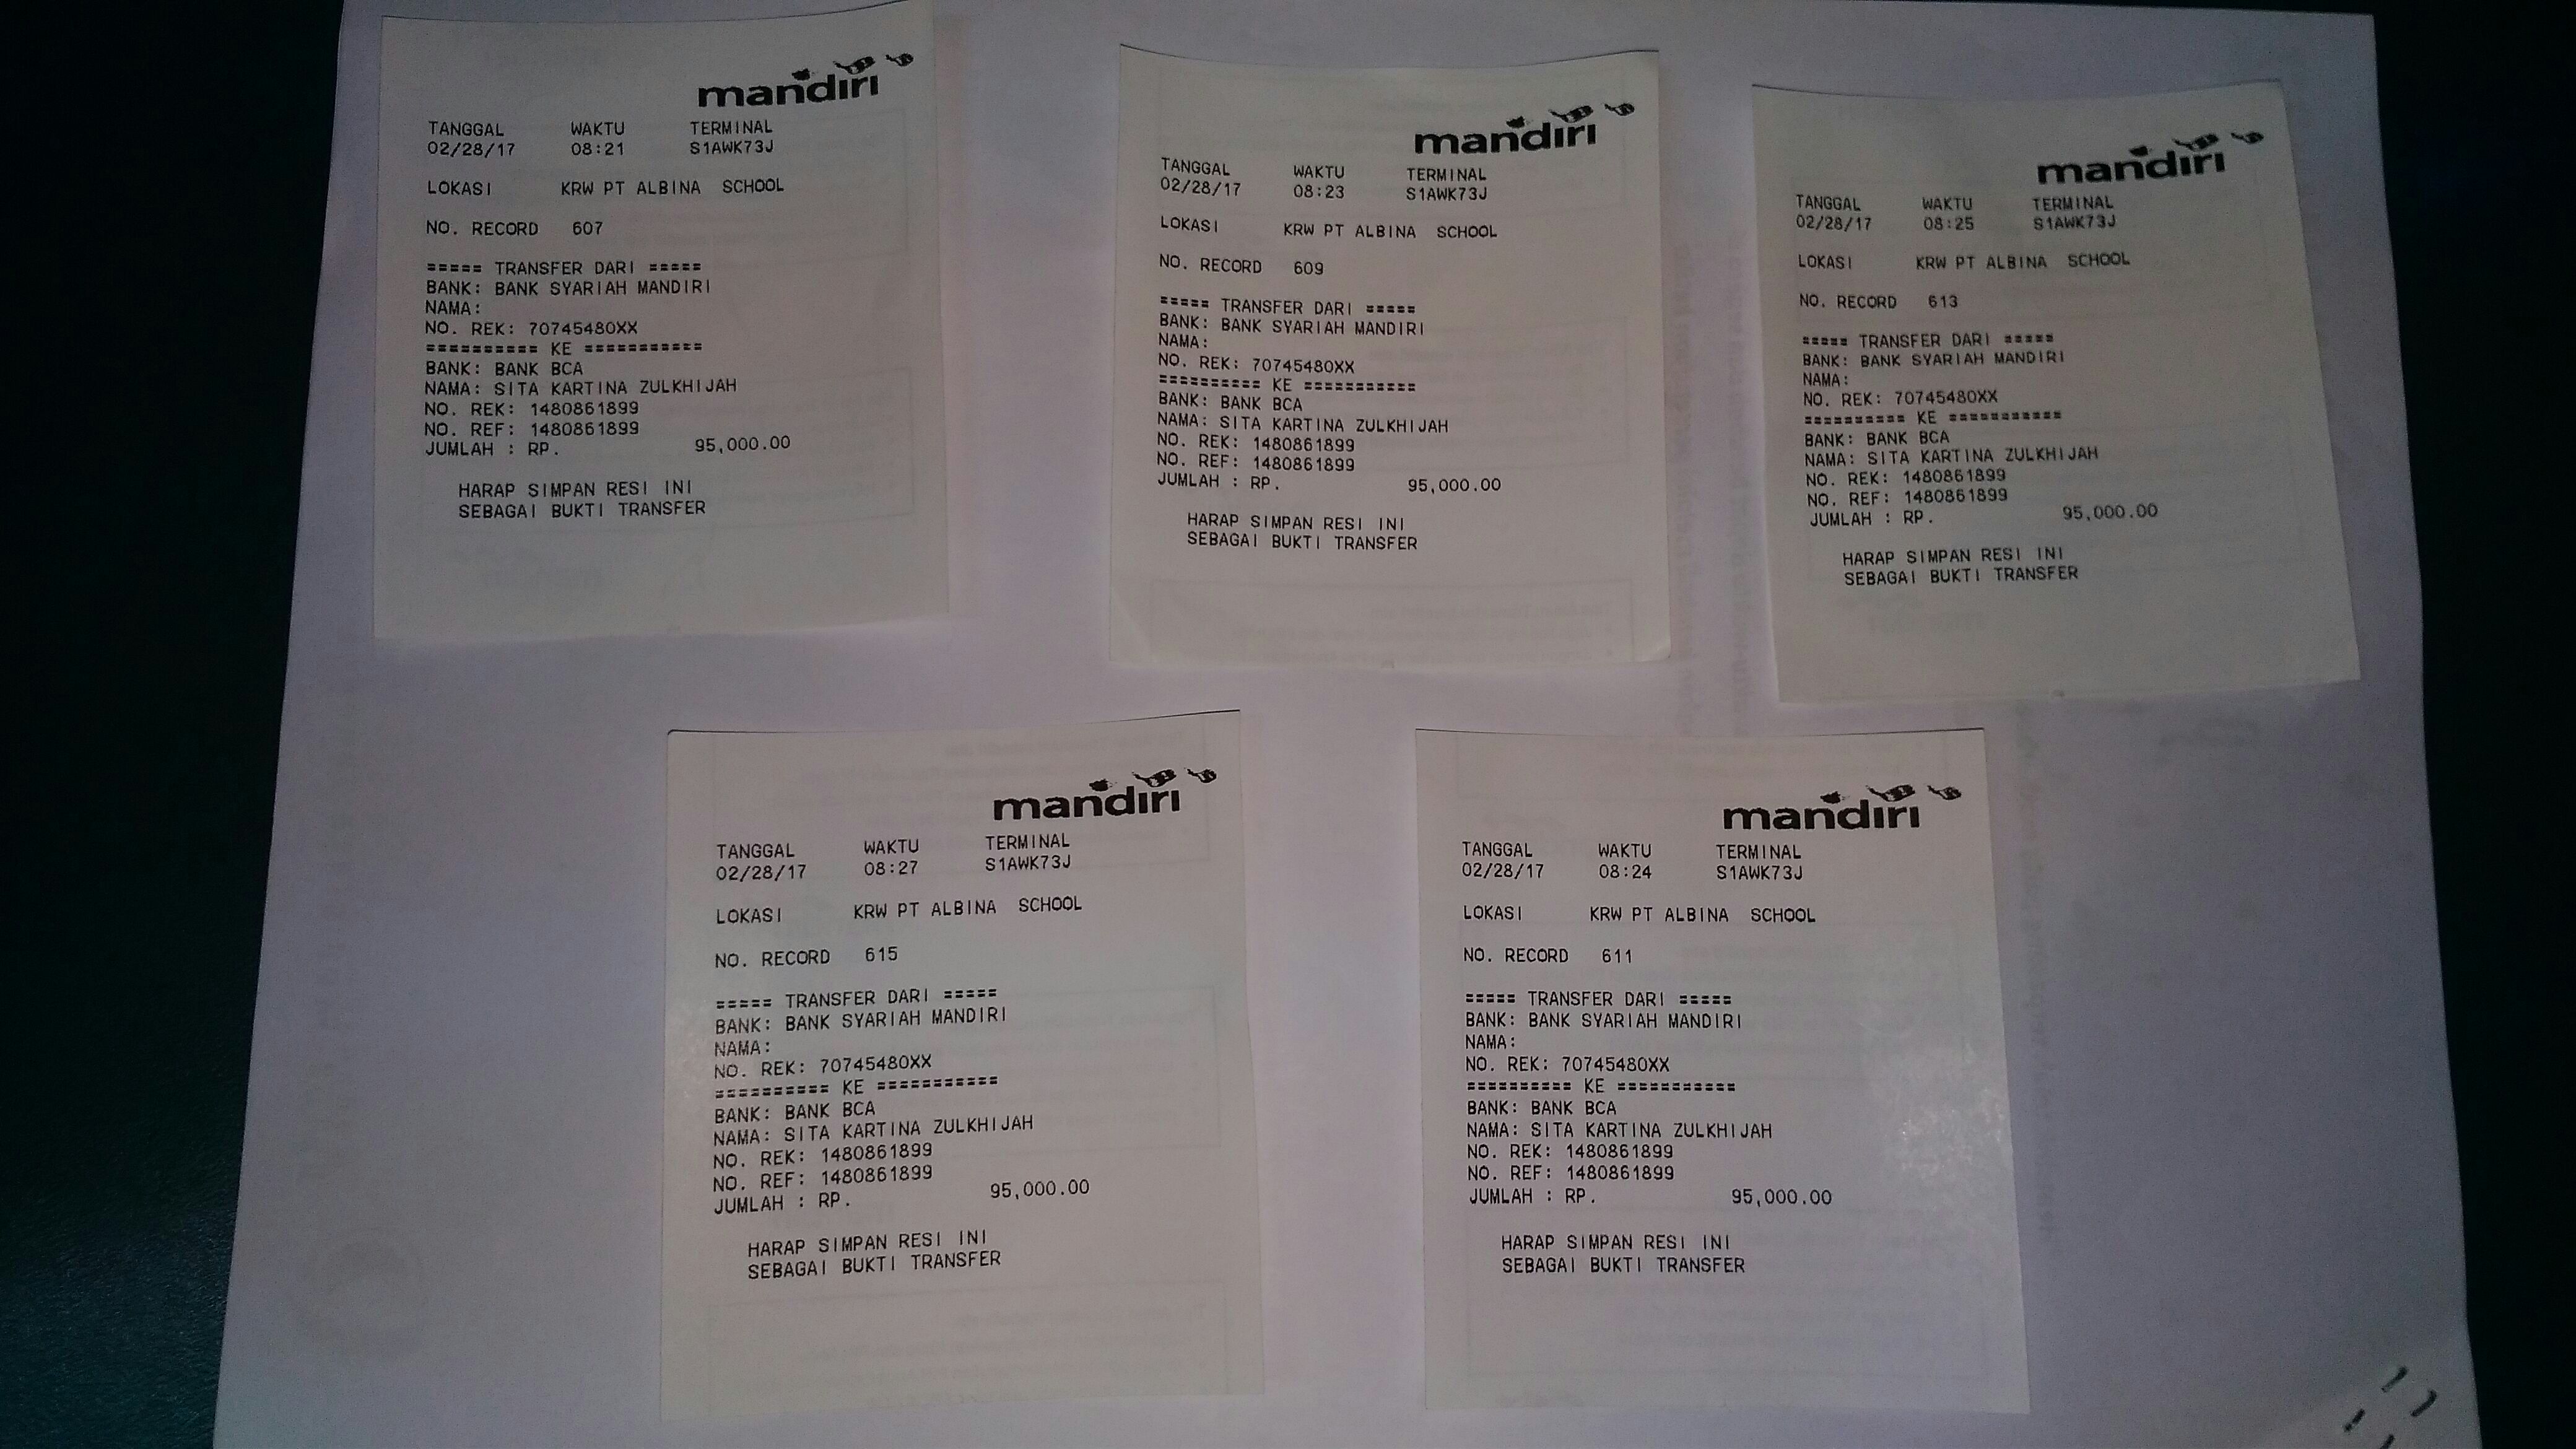 mandiri
TANGGAL WAKTU TERMINAL
02/28/17 08:21 S1AWK73J
LOKASI KRW PT ALBINA SCHOOL
NO. RECORD 607
===== TRANSFER DARI =====
BANK: BANK SYARIAH MANDIRI
NAMA:
NO. REK: 70745480XX
========== KE ===========
BANK: BANK BCA
NAMA: SITA KARTINA ZULKHIJAH
NO. REK: 1480861899
NO. REF: 1480861899
JUMLAH : RP. 95,000.00
HARAP SIMPAN RESI INI
SEBAGAI BUKTI TRANSFER
mandiri
TANGGAL WAKTU TERMINAL
02/28/17 08:23 S1AWK73J
LOKASI KRW PT ALBINA SCHOOL
NO. RECORD 609
===== TRANSFER DARI =====
BANK: BANK SYARIAH MANDIRI
NAMA:
NO. REK: 70745480XX
========== KE ===========
BANK: BANK BCA
NAMA: SITA KARTINA ZULKHIJAH
NO. REK: 1480861899
NO. REF: 1480861899
JUMLAH : RP. 95,000.00
HARAP SIMPAN RESI INI
SEBAGAI BUKTI TRANSFER
mandiri
TANGGAL WAKTU TERMINAL
02/28/17 08:25 S1AWK73J
LOKASI KRW PT ALBINA SCHOOL
NO. RECORD 613
===== TRANSFER DARI =====
BANK: BANK SYARIAH MANDIRI
NAMA:
NO. REK: 70745480XX
========== KE ===========
BANK: BANK BCA
NAMA: SITA KARTINA ZULKHIJAH
NO. REK: 1480861899
NO. REF: 1480861899
JUMLAH : RP. 95,000.00
HARAP SIMPAN RESI INI
SEBAGAI BUKTI TRANSFER
mandiri
TANGGAL WAKTU TERMINAL
02/28/17 08:27 S1AWK73J
LOKASI KRW PT ALBINA SCHOOL
NO. RECORD 615
===== TRANSFER DARI =====
BANK: BANK SYARIAH MANDIRI
NAMA:
NO. REK: 70745480XX
========== KE ===========
BANK: BANK BCA
NAMA: SITA KARTINA ZULKHIJAH
NO. REK: 1480861899
NO. REF: 1480861899
JUMLAH : RP. 95,000.00
HARAP SIMPAN RESI INI
SEBAGAI BUKTI TRANSFER
mandiri
TANGGAL WAKTU TERMINAL
02/28/17 08:24 S1AWK73J
LOKASI KRW PT ALBINA SCHOOL
NO. RECORD 611
===== TRANSFER DARI =====
BANK: BANK SYARIAH MANDIRI
NAMA:
NO. REK: 70745480XX
========== KE ===========
BANK: BANK BCA
NAMA: SITA KARTINA ZULKHIJAH
NO. REK: 1480861899
NO. REF: 1480861899
JUMLAH : RP. 95,000.00
HARAP SIMPAN RESI INI
SEBAGAI BUKTI TRANSFER